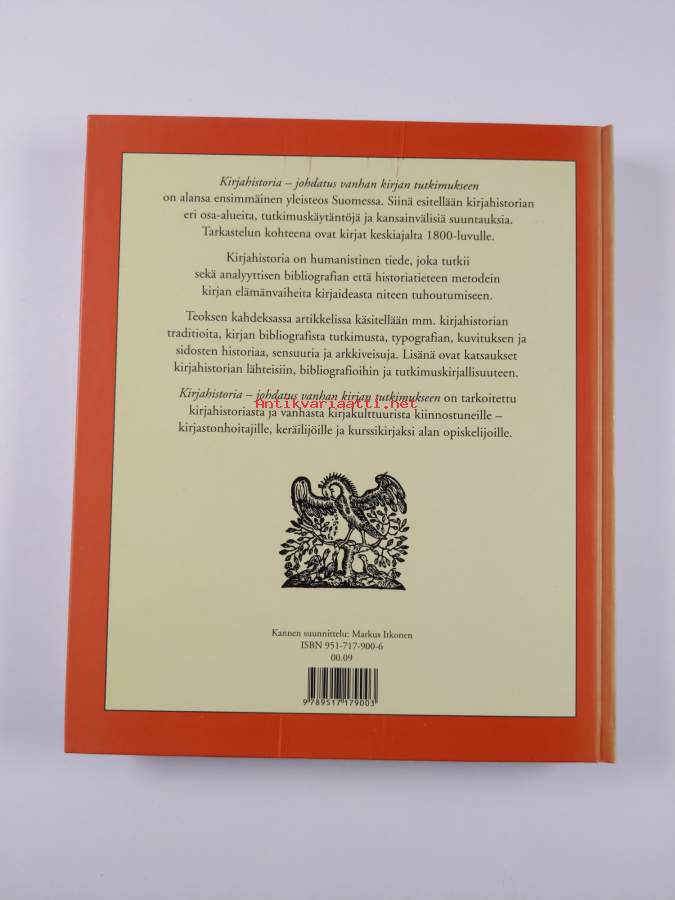 Kirjahistoria – johdatus vanhan kirjan tutkimukseen
on alansa ensimmäinen yleisteos Suomessa. Siinä esitellään kirjahistorian
eri osa-alueita, tutkimuskäytäntöjä ja kansainvälisiä suuntauksia.
Tarkastelun kohteena ovat kirjat keskiajalta 1800-luvulle.
Kirjahistoria on humanistinen tiede, joka tutkii
sekä analyyttisen bibliografian että historiatieteen metodein
kirjan elämänvaiheita kirjaideasta niteen tuhoutumiseen.
Teoksen kahdeksassa artikkelissa käsitellään mm. kirjahistorian
traditioita, kirjan bibliografista tutkimusta, typografian, kuvituksen ja
sidosten historiaa, sensuuria ja arkkiveisuja. Lisänä ovat katsaukset
kirjahistorian lähteisiin, bibliografioihin ja tutkimuskirjallisuuteen.
Kirjahistoria – johdatus vanhan kirjan tutkimukseen on tarkoitettu
Antikvariaatti.net
kirjahistoriasta ja vanhasta kirjakulttuurista kiinnostuneille –
kirjastonhoitajille, keräilijöille ja kurssikirjaksi alan opiskelijoille.
Kannen suunnittelu: Markus Itkonen
ISBN 951-717-900-6
00.09
9 789517 179003